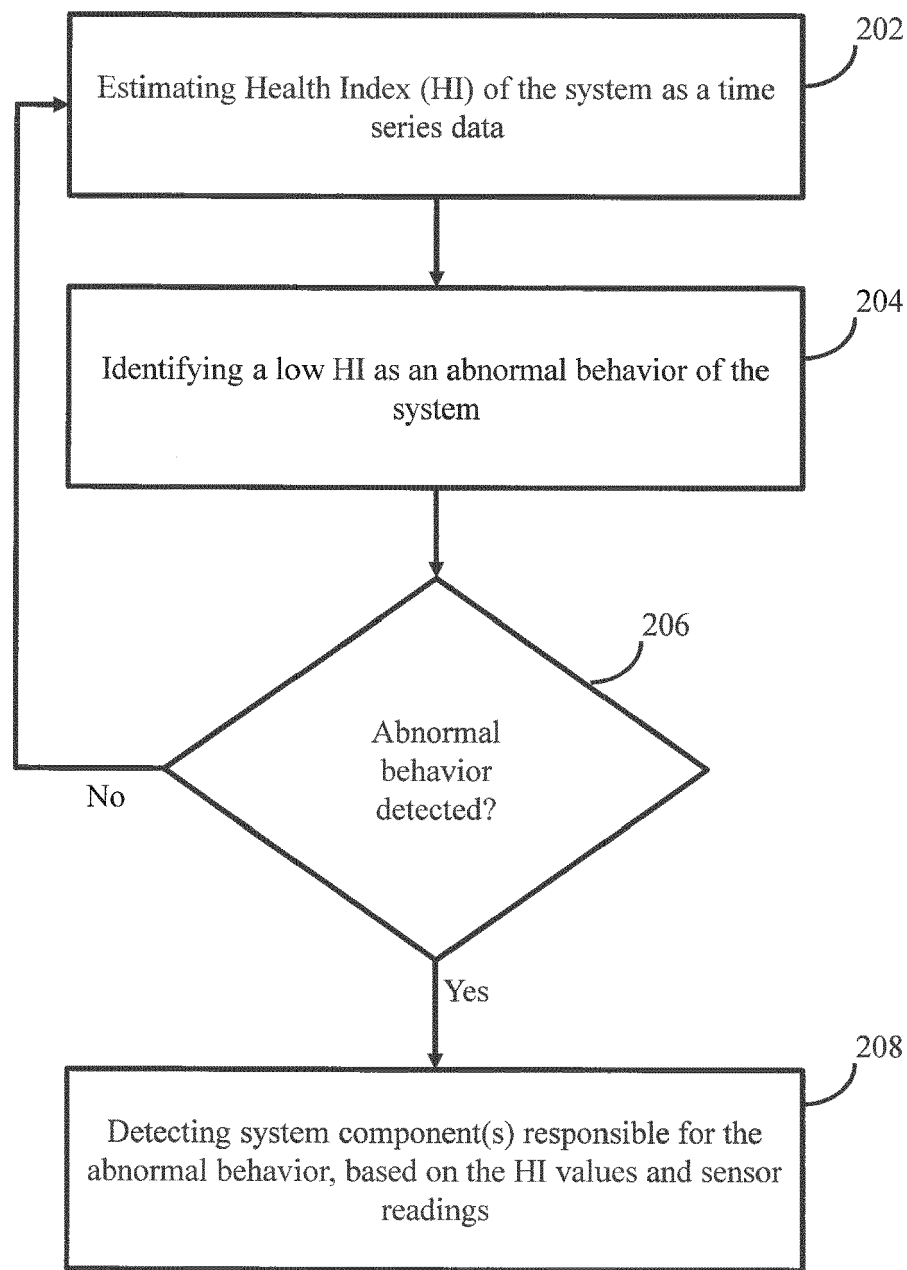 202
Estimating Health Index (HI) of the system as a time
series data
204
Identifying a low HI as an abnormal behavior of the
system
206
Abnormal
behavior
detected?
No
Yes
208
Detecting system component(s) responsible for the
abnormal behavior, based on the HI values and sensor
readings